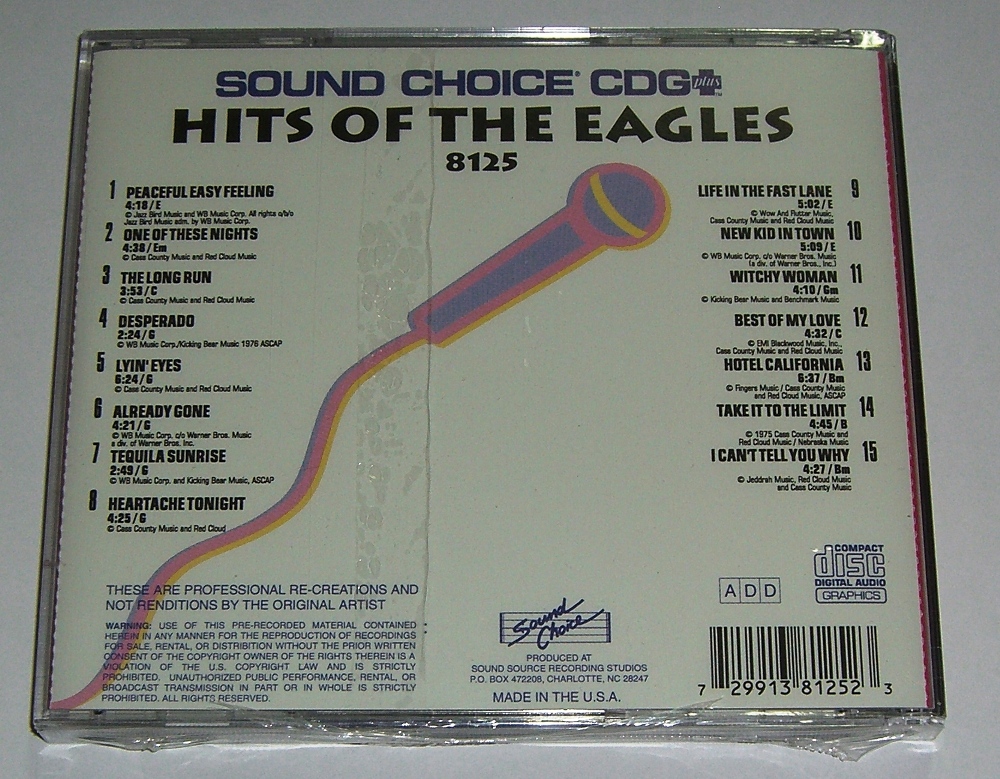 SOUND CHOICE® CDG plus™
HITS OF THE EAGLES
8125
1 PEACEFUL EASY FEELING
4:18/E
© Jazz Bird Music and WB Music Corp. All rights o/b/o
Jazz Bird Music adm. by WB Music Corp.
2 ONE OF THESE NIGHTS
4:38/Em
© Cass County Music and Red Cloud Music
3 THE LONG RUN
3:53/C
© Cass County Music and Red Cloud Music
4 DESPERADO
2:24/G
© WB Music Corp./Kicking Bear Music 1976 ASCAP
5 LYIN' EYES
6:24/G
© Cass County Music and Red Cloud Music
6 ALREADY GONE
4:21/G
© WB Music Corp. c/o Warner Bros. Music
a div. of Warner Bros. Inc.
7 TEQUILA SUNRISE
2:49/G
© WB Music Corp. and Kicking Bear Music, ASCAP
8 HEARTACHE TONIGHT
4:25/G
© Cass County Music and Red Cloud
LIFE IN THE FAST LANE 9
5:02/E
© Wow And Flutter Music,
Cass County Music and Red Cloud Music
NEW KID IN TOWN 10
5:09/E
© WB Music Corp. c/o Warner Bros. Music
(a div. of Warner Bros., Inc.)
WITCHY WOMAN 11
4:10/Gm
© Kicking Bear Music and Benchmark Music
BEST OF MY LOVE 12
4:32/C
© EMI Blackwood Music, Inc.,
Cass County Music and Red Cloud Music
HOTEL CALIFORNIA 13
6:37/Bm
© Fingers Music / Cass County Music
and Red Cloud Music, ASCAP
TAKE IT TO THE LIMIT 14
4:45/B
© 1975 Cass County Music and
Red Cloud Music / Nebraska Music
I CAN'T TELL YOU WHY 15
4:27/Bm
© Jeddrah Music, Red Cloud Music
and Cass County Music
THESE ARE PROFESSIONAL RE-CREATIONS AND
NOT RENDITIONS BY THE ORIGINAL ARTIST
WARNING: USE OF THIS PRE-RECORDED MATERIAL CONTAINED
HEREIN IN ANY MANNER FOR THE REPRODUCTION OF RECORDINGS
FOR SALE, RENTAL, OR DISTRIBUTION WITHOUT THE PRIOR WRITTEN
CONSENT OF THE COPYRIGHT OWNER OF THE RIGHTS THEREIN IS A
VIOLATION OF THE U.S. COPYRIGHT LAW AND IS STRICTLY
PROHIBITED. UNAUTHORIZED PUBLIC PERFORMANCE, RENTAL, OR
BROADCAST TRANSMISSION IN PART OR IN WHOLE IS STRICTLY
PROHIBITED. ALL RIGHTS RESERVED.
Sound
Choice
PRODUCED AT
SOUND SOURCE RECORDING STUDIOS
P.O. BOX 472208, CHARLOTTE, NC 28247
MADE IN THE U.S.A.
ADD
COMPACT
disc
DIGITAL AUDIO
GRAPHICS
7 29913 81252 3